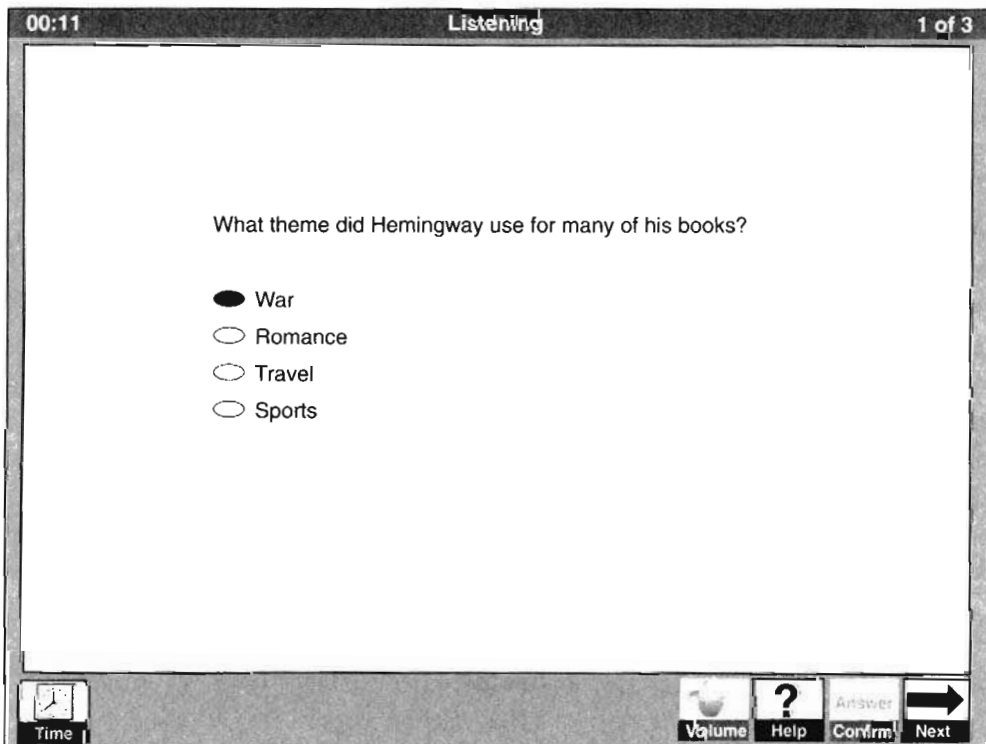 00:11 Listening 1 of 3
What theme did Hemingway use for many of his books?
War
Romance
Travel
Sports
Time Volume ? Help Answer Confirm Next